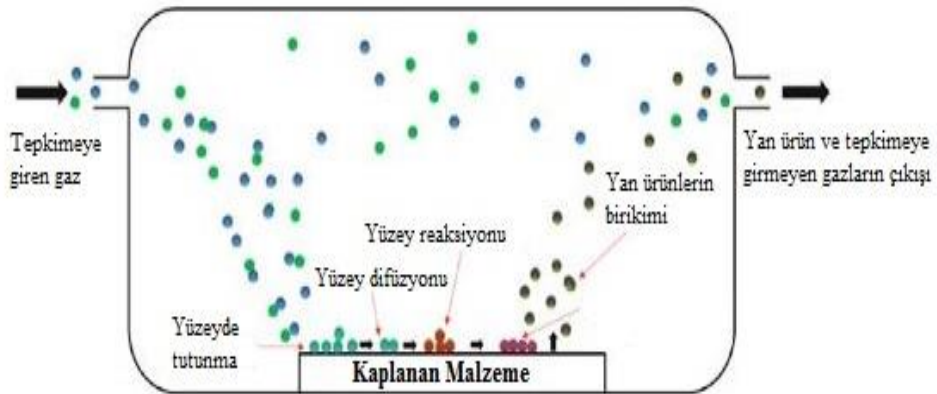 Tepkimeye
giren gaz
Yan ürün ve tepkimeye
girmeyen gazların çıkışı
Yan ürünlerin
birikimi
Yüzey reaksiyonu
Yüzey difüzyonu
Yüzeyde
tutunma
Kaplanan Malzeme